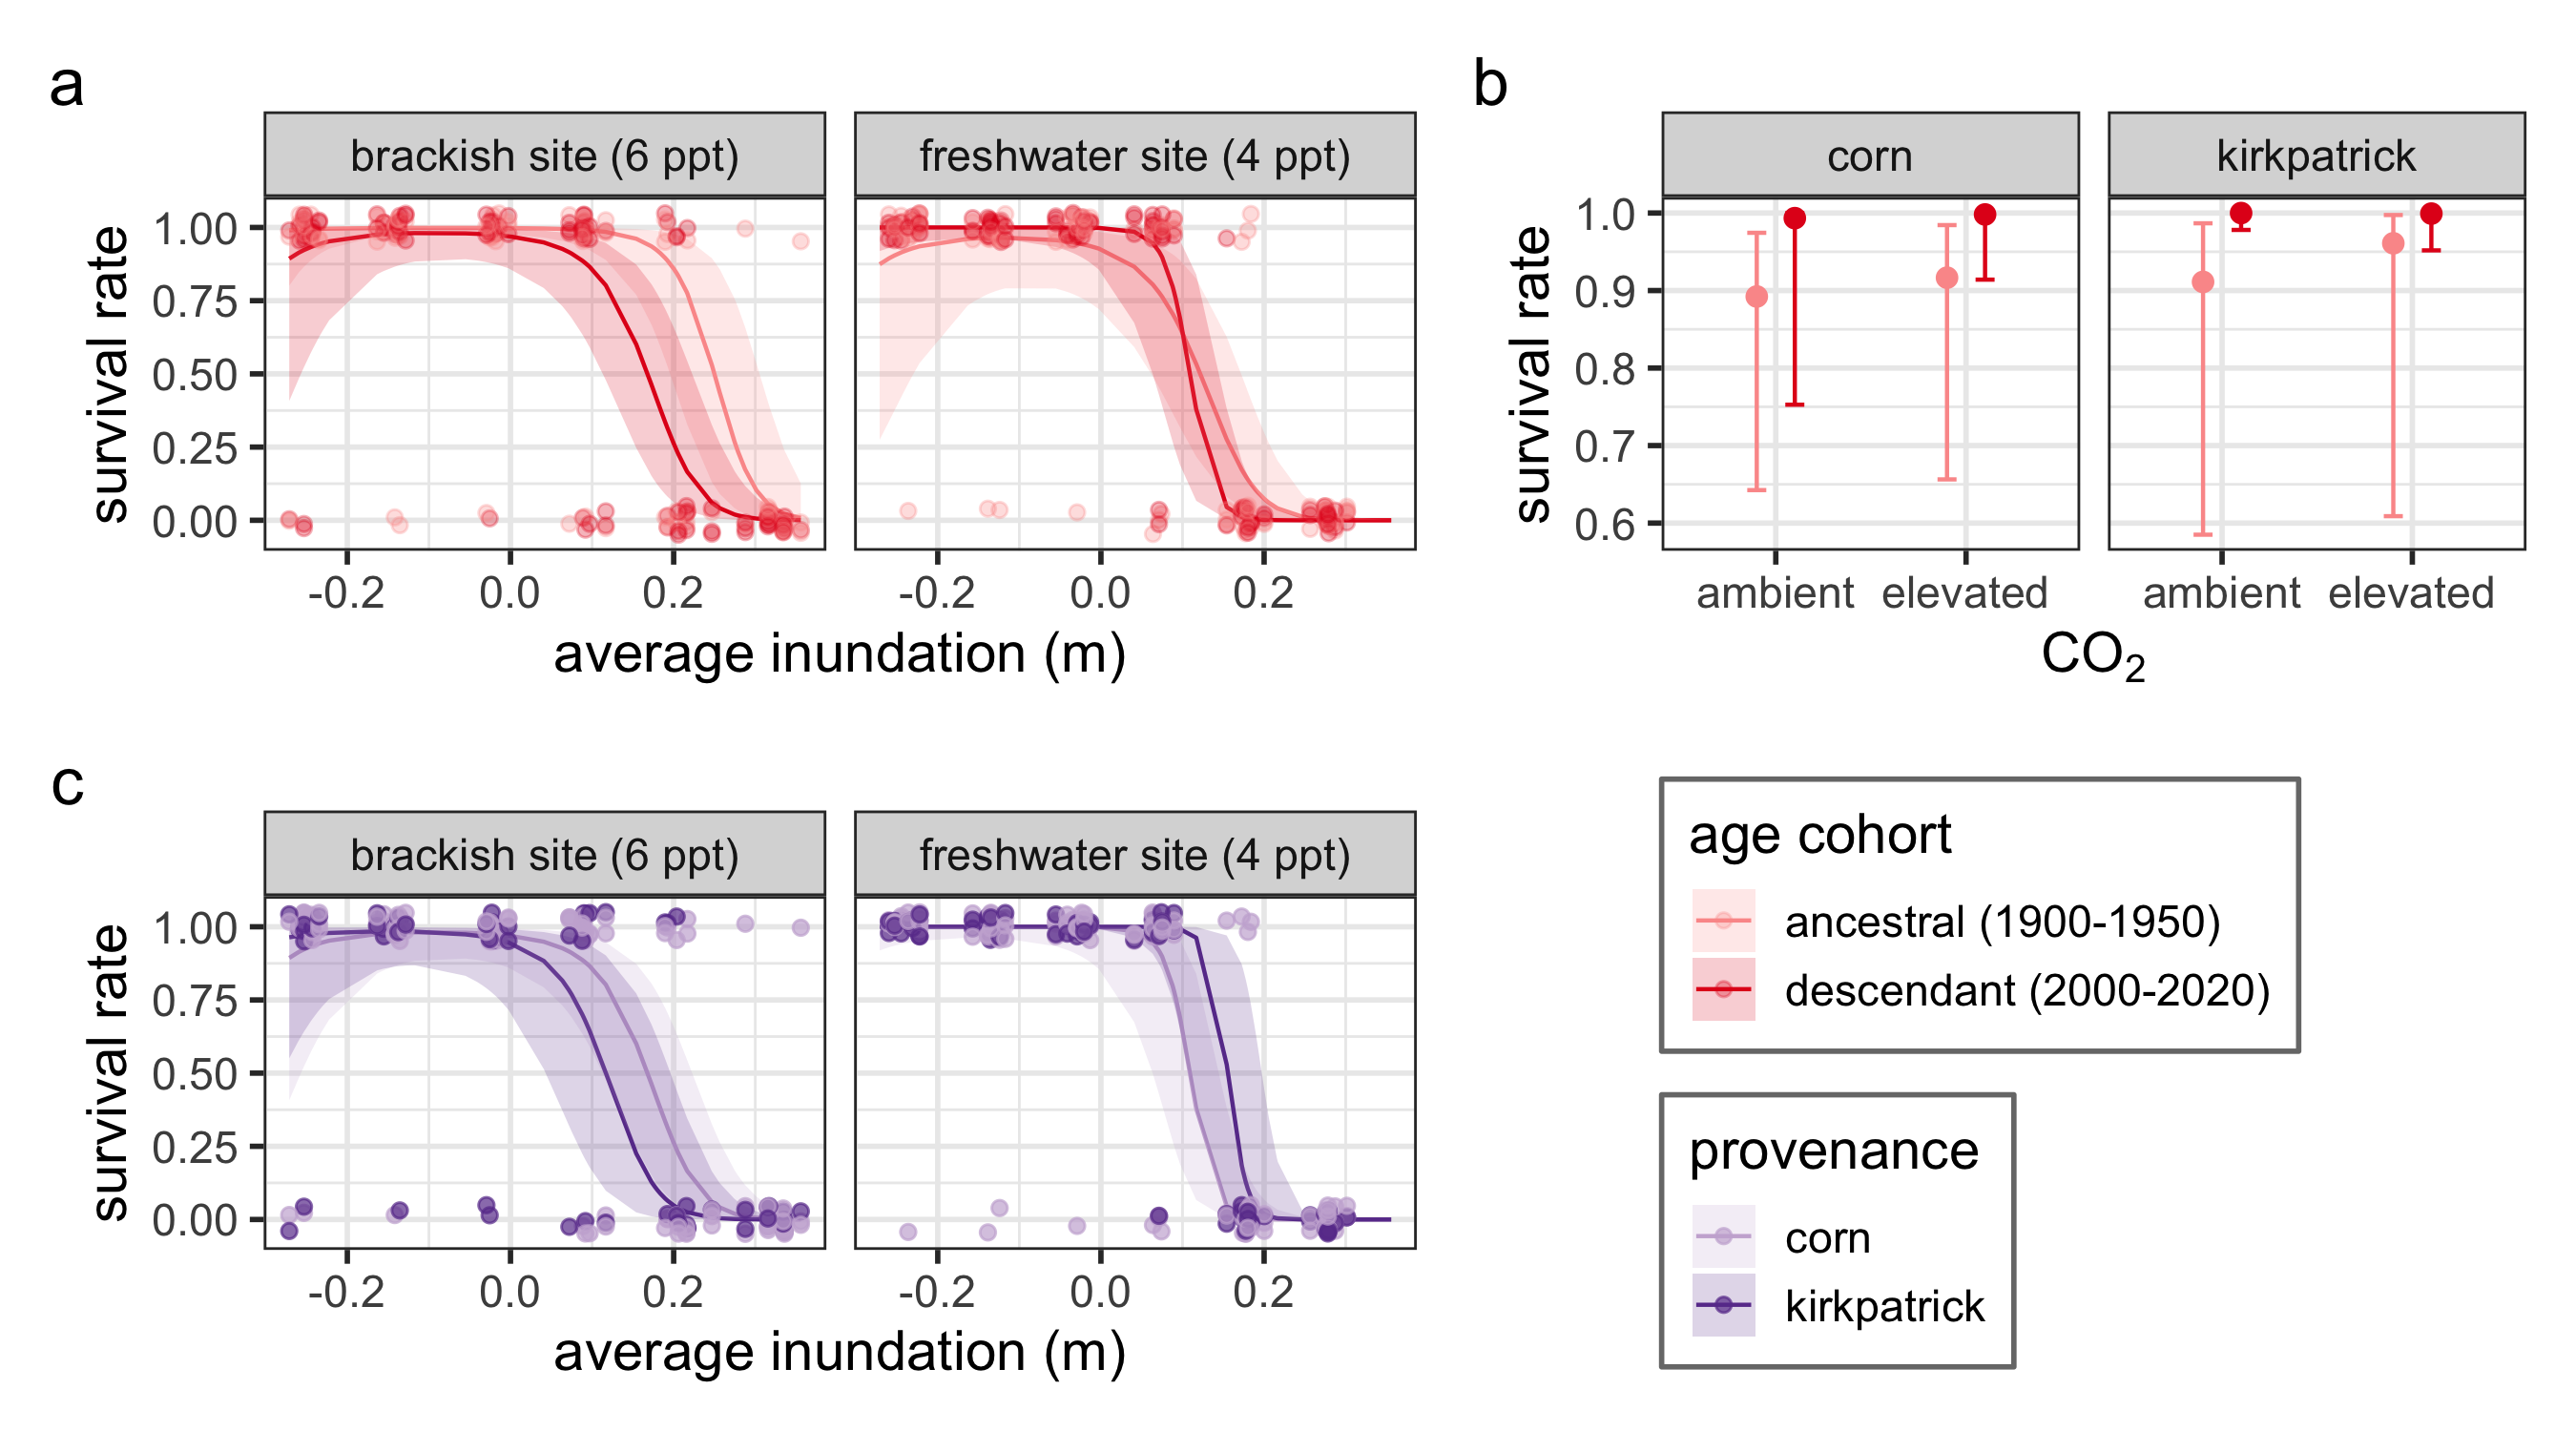 a
brackish site (6 ppt)
freshwater site (4 ppt)
survival rate
1.00
0.75
0.50
0.25
0.00
-0.2
0.0
0.2
-0.2
0.0
0.2
average inundation (m)
b
corn
kirkpatrick
survival rate
1.0
0.9
0.8
0.7
0.6
ambient
elevated
ambient
elevated
CO₂
c
brackish site (6 ppt)
freshwater site (4 ppt)
survival rate
1.00
0.75
0.50
0.25
0.00
-0.2
0.0
0.2
-0.2
0.0
0.2
average inundation (m)
age cohort
ancestral (1900-1950)
descendant (2000-2020)
provenance
corn
kirkpatrick